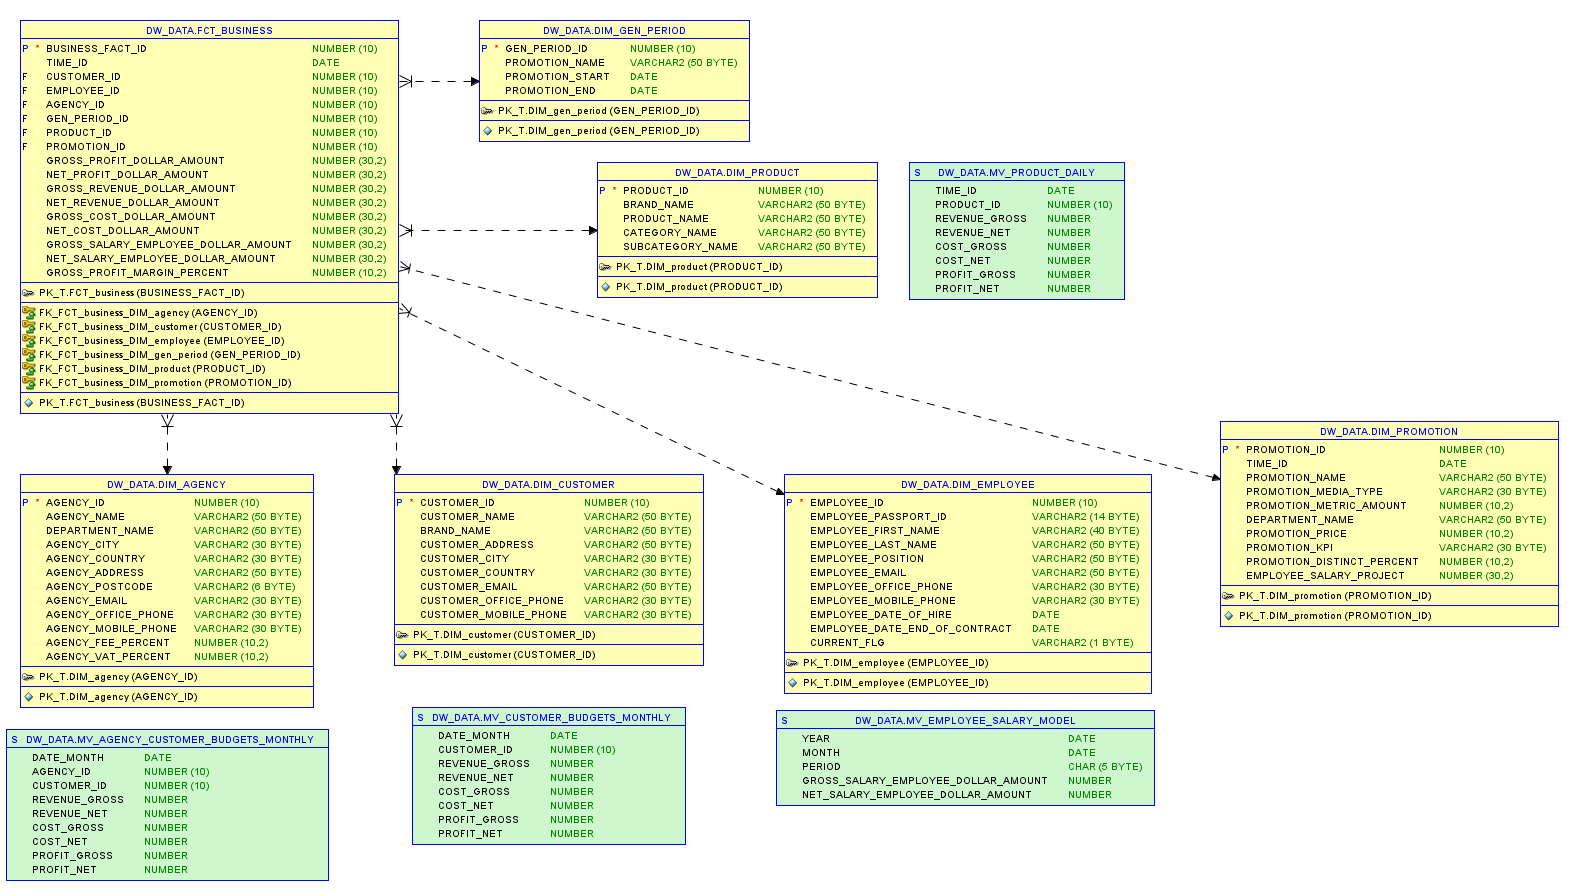 DW_DATA.FCT_BUSINESS
P * BUSINESS_FACT_ID NUMBER (10)
TIME_ID DATE
F CUSTOMER_ID NUMBER (10)
F EMPLOYEE_ID NUMBER (10)
F AGENCY_ID NUMBER (10)
F GEN_PERIOD_ID NUMBER (10)
F PRODUCT_ID NUMBER (10)
F PROMOTION_ID NUMBER (10)
GROSS_PROFIT_DOLLAR_AMOUNT NUMBER (30,2)
NET_PROFIT_DOLLAR_AMOUNT NUMBER (30,2)
GROSS_REVENUE_DOLLAR_AMOUNT NUMBER (30,2)
NET_REVENUE_DOLLAR_AMOUNT NUMBER (30,2)
GROSS_COST_DOLLAR_AMOUNT NUMBER (30,2)
NET_COST_DOLLAR_AMOUNT NUMBER (30,2)
GROSS_SALARY_EMPLOYEE_DOLLAR_AMOUNT NUMBER (30,2)
NET_SALARY_EMPLOYEE_DOLLAR_AMOUNT NUMBER (30,2)
GROSS_PROFIT_MARGIN_PERCENT NUMBER (10,2)
PK_T.FCT_business (BUSINESS_FACT_ID)
FK_FCT_business_DIM_agency (AGENCY_ID)
FK_FCT_business_DIM_customer (CUSTOMER_ID)
FK_FCT_business_DIM_employee (EMPLOYEE_ID)
FK_FCT_business_DIM_gen_period (GEN_PERIOD_ID)
FK_FCT_business_DIM_product (PRODUCT_ID)
FK_FCT_business_DIM_promotion (PROMOTION_ID)
PK_T.FCT_business (BUSINESS_FACT_ID)
DW_DATA.DIM_GEN_PERIOD
P * GEN_PERIOD_ID NUMBER (10)
PROMOTION_NAME VARCHAR2 (50 BYTE)
PROMOTION_START DATE
PROMOTION_END DATE
PK_T.DIM_gen_period (GEN_PERIOD_ID)
PK_T.DIM_gen_period (GEN_PERIOD_ID)
DW_DATA.DIM_PRODUCT
P * PRODUCT_ID NUMBER (10)
BRAND_NAME VARCHAR2 (50 BYTE)
PRODUCT_NAME VARCHAR2 (50 BYTE)
CATEGORY_NAME VARCHAR2 (50 BYTE)
SUBCATEGORY_NAME VARCHAR2 (50 BYTE)
PK_T.DIM_product (PRODUCT_ID)
PK_T.DIM_product (PRODUCT_ID)
S DW_DATA.MV_PRODUCT_DAILY
TIME_ID DATE
PRODUCT_ID NUMBER (10)
REVENUE_GROSS NUMBER
REVENUE_NET NUMBER
COST_GROSS NUMBER
COST_NET NUMBER
PROFIT_GROSS NUMBER
PROFIT_NET NUMBER
DW_DATA.DIM_PROMOTION
P * PROMOTION_ID NUMBER (10)
TIME_ID DATE
PROMOTION_NAME VARCHAR2 (50 BYTE)
PROMOTION_MEDIA_TYPE VARCHAR2 (30 BYTE)
PROMOTION_METRIC_AMOUNT NUMBER (10,2)
DEPARTMENT_NAME VARCHAR2 (50 BYTE)
PROMOTION_PRICE NUMBER (10,2)
PROMOTION_KPI VARCHAR2 (30 BYTE)
PROMOTION_DISTINCT_PERCENT NUMBER (10,2)
EMPLOYEE_SALARY_PROJECT NUMBER (30,2)
PK_T.DIM_promotion (PROMOTION_ID)
PK_T.DIM_promotion (PROMOTION_ID)
DW_DATA.DIM_AGENCY
P * AGENCY_ID NUMBER (10)
AGENCY_NAME VARCHAR2 (50 BYTE)
DEPARTMENT_NAME VARCHAR2 (50 BYTE)
AGENCY_CITY VARCHAR2 (30 BYTE)
AGENCY_COUNTRY VARCHAR2 (30 BYTE)
AGENCY_ADDRESS VARCHAR2 (50 BYTE)
AGENCY_POSTCODE VARCHAR2 (6 BYTE)
AGENCY_EMAIL VARCHAR2 (30 BYTE)
AGENCY_OFFICE_PHONE VARCHAR2 (30 BYTE)
AGENCY_MOBILE_PHONE VARCHAR2 (30 BYTE)
AGENCY_FEE_PERCENT NUMBER (10,2)
AGENCY_VAT_PERCENT NUMBER (10,2)
PK_T.DIM_agency (AGENCY_ID)
PK_T.DIM_agency (AGENCY_ID)
DW_DATA.DIM_CUSTOMER
P * CUSTOMER_ID NUMBER (10)
CUSTOMER_NAME VARCHAR2 (50 BYTE)
BRAND_NAME VARCHAR2 (50 BYTE)
CUSTOMER_ADDRESS VARCHAR2 (50 BYTE)
CUSTOMER_CITY VARCHAR2 (30 BYTE)
CUSTOMER_COUNTRY VARCHAR2 (30 BYTE)
CUSTOMER_EMAIL VARCHAR2 (50 BYTE)
CUSTOMER_OFFICE_PHONE VARCHAR2 (30 BYTE)
CUSTOMER_MOBILE_PHONE VARCHAR2 (30 BYTE)
PK_T.DIM_customer (CUSTOMER_ID)
PK_T.DIM_customer (CUSTOMER_ID)
DW_DATA.DIM_EMPLOYEE
P * EMPLOYEE_ID NUMBER (10)
EMPLOYEE_PASSPORT_ID VARCHAR2 (14 BYTE)
EMPLOYEE_FIRST_NAME VARCHAR2 (40 BYTE)
EMPLOYEE_LAST_NAME VARCHAR2 (50 BYTE)
EMPLOYEE_POSITION VARCHAR2 (50 BYTE)
EMPLOYEE_EMAIL VARCHAR2 (50 BYTE)
EMPLOYEE_OFFICE_PHONE VARCHAR2 (30 BYTE)
EMPLOYEE_MOBILE_PHONE VARCHAR2 (30 BYTE)
EMPLOYEE_DATE_OF_HIRE DATE
EMPLOYEE_DATE_END_OF_CONTRACT DATE
CURRENT_FLG VARCHAR2 (1 BYTE)
PK_T.DIM_employee (EMPLOYEE_ID)
PK_T.DIM_employee (EMPLOYEE_ID)
S DW_DATA.MV_AGENCY_CUSTOMER_BUDGETS_MONTHLY
DATE_MONTH DATE
AGENCY_ID NUMBER (10)
CUSTOMER_ID NUMBER (10)
REVENUE_GROSS NUMBER
REVENUE_NET NUMBER
COST_GROSS NUMBER
COST_NET NUMBER
PROFIT_GROSS NUMBER
PROFIT_NET NUMBER
S DW_DATA.MV_CUSTOMER_BUDGETS_MONTHLY
DATE_MONTH DATE
CUSTOMER_ID NUMBER (10)
REVENUE_GROSS NUMBER
REVENUE_NET NUMBER
COST_GROSS NUMBER
COST_NET NUMBER
PROFIT_GROSS NUMBER
PROFIT_NET NUMBER
S DW_DATA.MV_EMPLOYEE_SALARY_MODEL
YEAR DATE
MONTH DATE
PERIOD CHAR (5 BYTE)
GROSS_SALARY_EMPLOYEE_DOLLAR_AMOUNT NUMBER
NET_SALARY_EMPLOYEE_DOLLAR_AMOUNT NUMBER